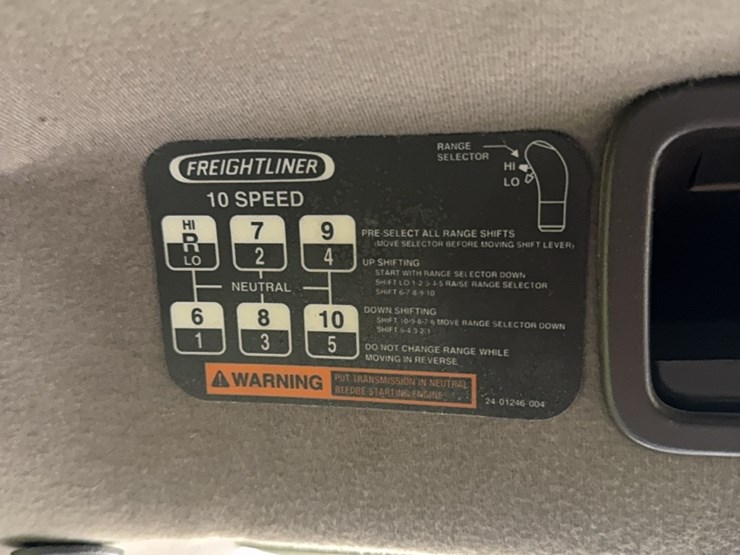 FREIGHTLINER
10 SPEED
RANGE
SELECTOR
HI
LO
HI
R
LO
7
2
9
4
NEUTRAL
6
1
8
3
10
5
PRE-SELECT ALL RANGE SHIFTS
(MOVE SELECTOR BEFORE MOVING SHIFT LEVER)
UP SHIFTING
START WITH RANGE SELECTOR DOWN
SHIFT LO 1-2-3-4-5 RAISE RANGE SELECTOR
SHIFT 6-7-8-9-10
DOWN SHIFTING
SHIFT 10-9-8-7-6 MOVE RANGE SELECTOR DOWN
SHIFT 5-4-3-2-1
DO NOT CHANGE RANGE WHILE
MOVING IN REVERSE
WARNING
PUT TRANSMISSION IN NEUTRAL
BEFORE STARTING ENGINE
24-01246-004